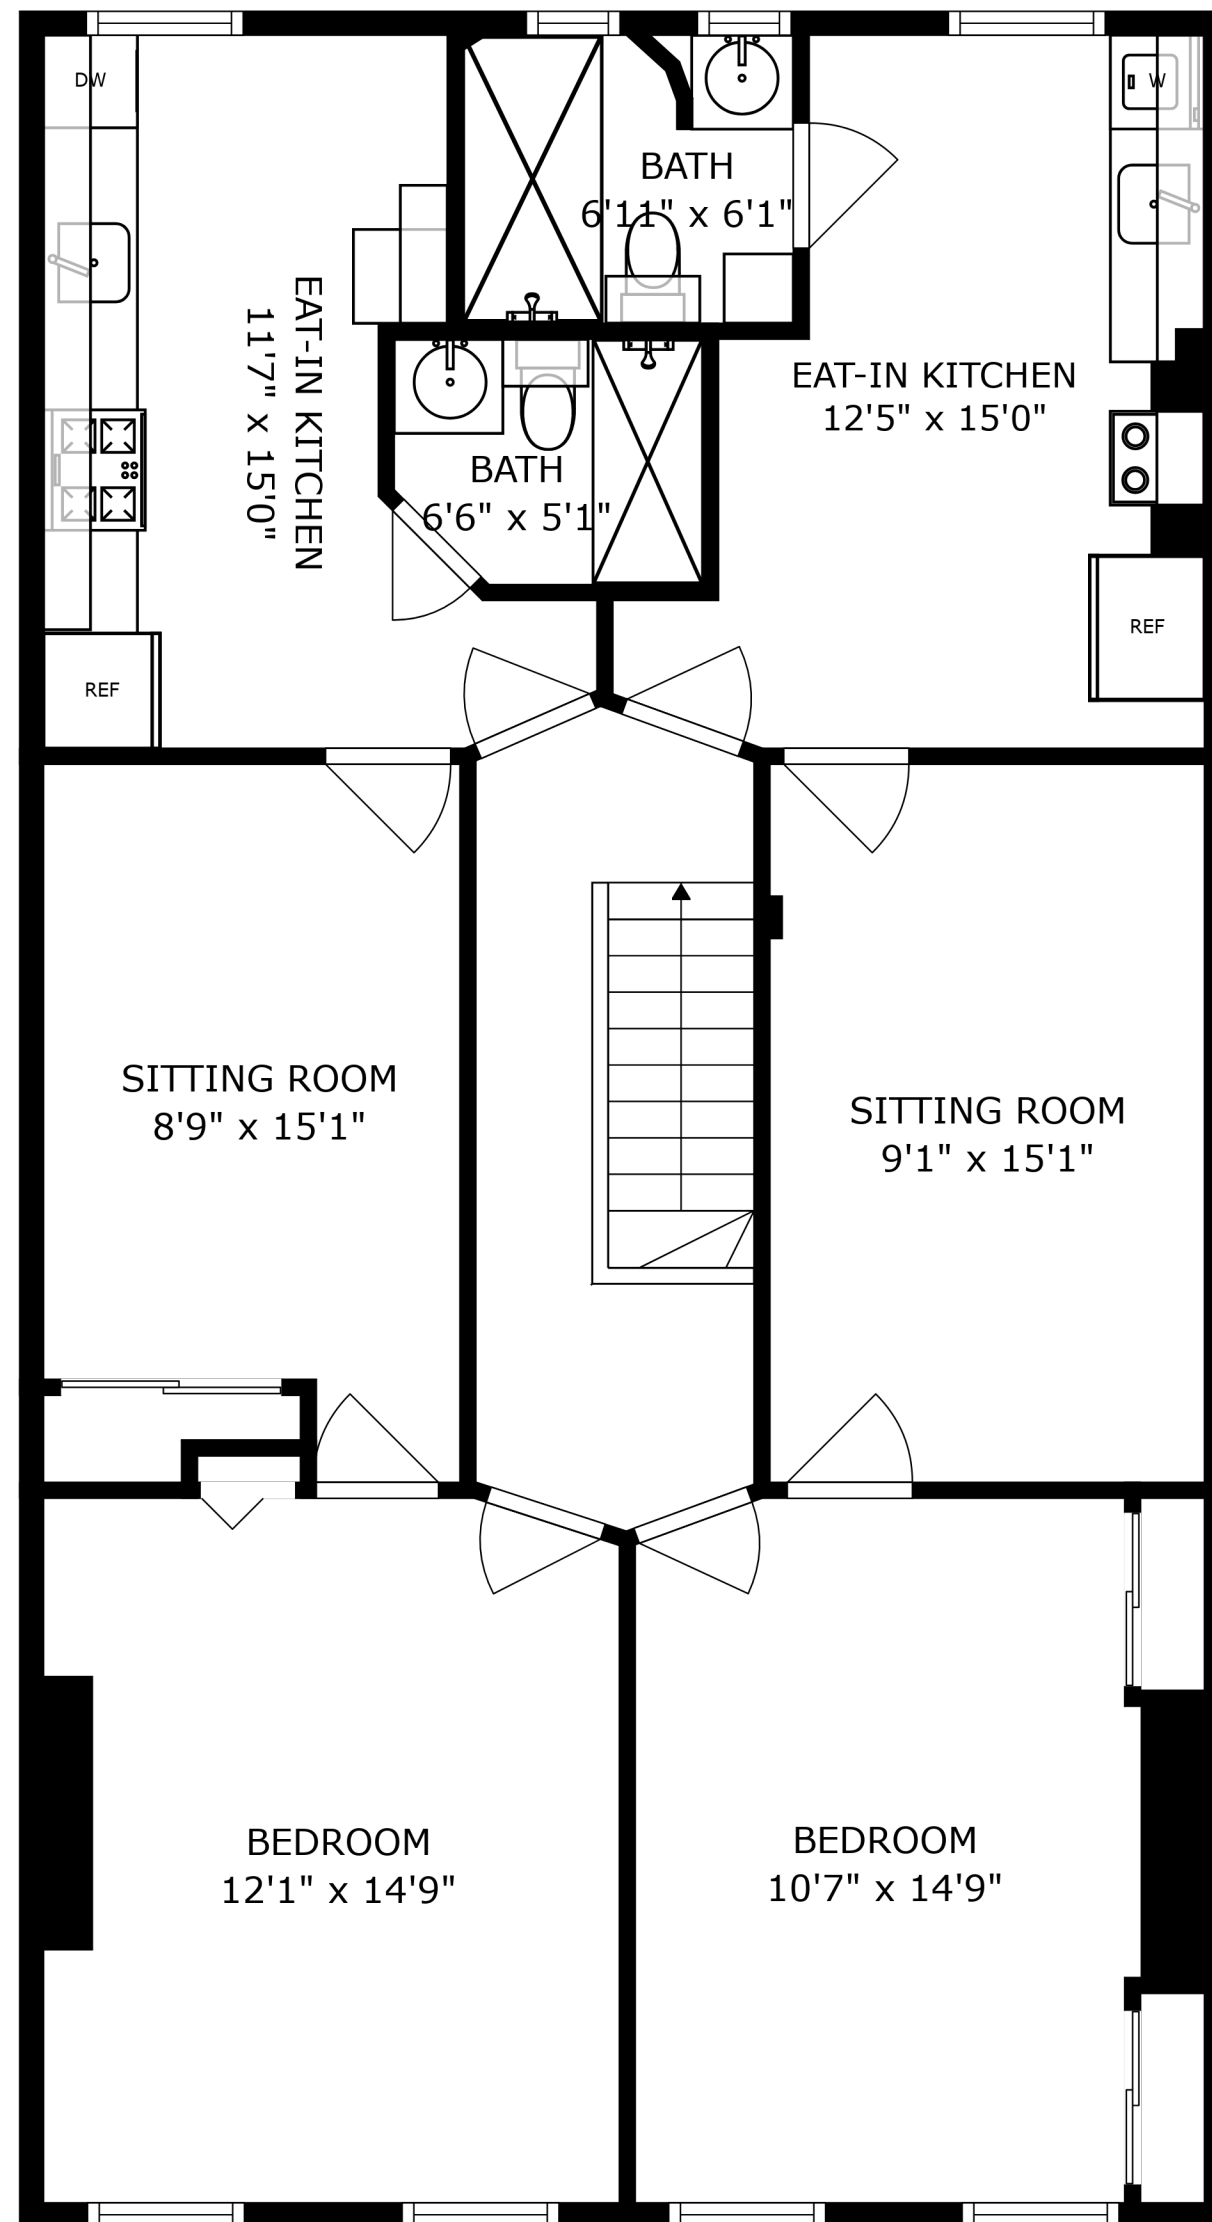 DW
W
BATH
6'11" x 6'1"
EAT-IN KITCHEN
11'7" x 15'0"
EAT-IN KITCHEN
12'5" x 15'0"
BATH
6'6" x 5'1"
REF
REF
SITTING ROOM
8'9" x 15'1"
SITTING ROOM
9'1" x 15'1"
BEDROOM
12'1" x 14'9"
BEDROOM
10'7" x 14'9"